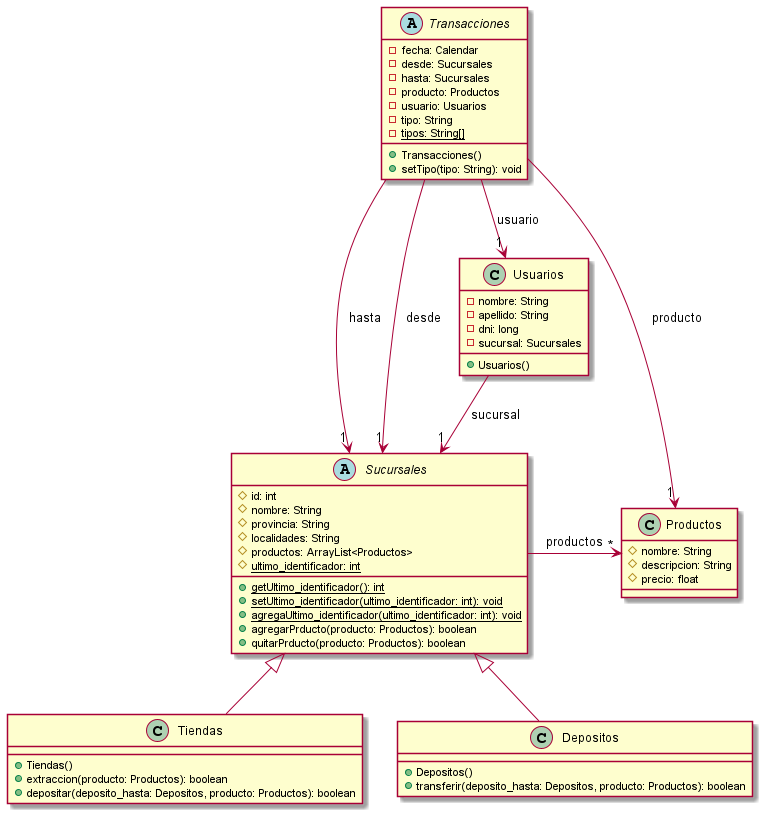 A Transacciones
fecha: Calendar
desde: Sucursales
hasta: Sucursales
producto: Productos
usuario: Usuarios
tipo: String
tipos: String[]
Transacciones()
setTipo(tipo: String): void
usuario
1
C Usuarios
nombre: String
apellido: String
dni: long
sucursal: Sucursales
Usuarios()
hasta
desde
producto
sucursal
1
1
1
A Sucursales
id: int
nombre: String
provincia: String
localidades: String
productos: ArrayList<Productos>
ultimo_identificador: int
getUltimo_identificador(): int
setUltimo_identificador(ultimo_identificador: int): void
agregaUltimo_identificador(ultimo_identificador: int): void
agregarPrducto(producto: Productos): boolean
quitarPrducto(producto: Productos): boolean
productos *
1
C Productos
nombre: String
descripcion: String
precio: float
C Tiendas
Tiendas()
extraccion(producto: Productos): boolean
depositar(deposito_hasta: Depositos, producto: Productos): boolean
C Depositos
Depositos()
transferir(deposito_hasta: Depositos, producto: Productos): boolean